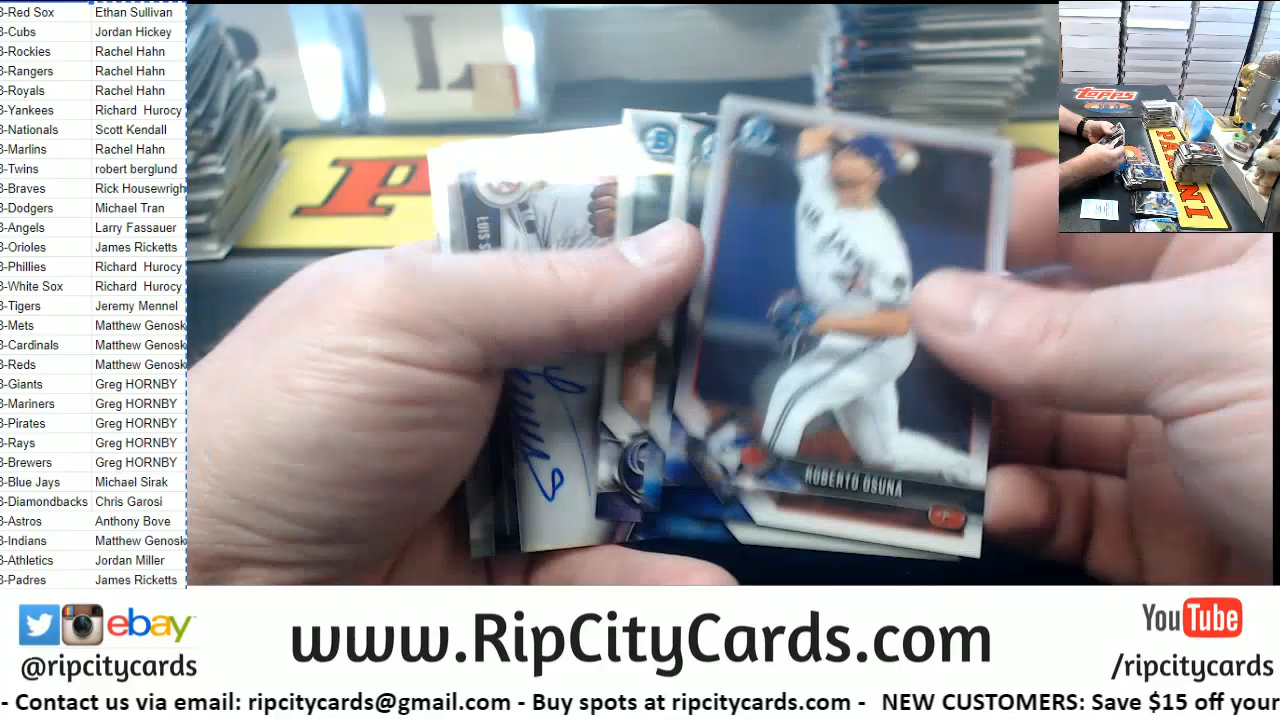 3-Red Sox Ethan Sullivan
3-Cubs Jordan Hickey
3-Rockies Rachel Hahn
3-Rangers Rachel Hahn
3-Royals Rachel Hahn
3-Yankees Richard Hurocy
3-Nationals Scott Kendall
3-Marlins Rachel Hahn
3-Twins robert berglund
3-Braves Rick Housewrigh
3-Dodgers Michael Tran
3-Angels Larry Fassauer
3-Orioles James Ricketts
3-Phillies Richard Hurocy
3-White Sox Richard Hurocy
3-Tigers Jeremy Mennel
3-Mets Matthew Genosk
3-Cardinals Matthew Genosk
3-Reds Matthew Genosk
3-Giants Greg HORNBY
3-Mariners Greg HORNBY
3-Pirates Greg HORNBY
3-Rays Greg HORNBY
3-Brewers Greg HORNBY
3-Blue Jays Michael Sirak
3-Diamondbacks Chris Garosi
3-Astros Anthony Bove
3-Indians Matthew Genosk
3-Athletics Jordan Miller
3-Padres James Ricketts
LUIS
B
ROBERTO OSUNA
P
Topps
PANINI
ebay
@ripcitycards
www.RipCityCards.com
YouTube
/ripcitycards
- Contact us via email: ripcitycards@gmail.com - Buy spots at ripcitycards.com - NEW CUSTOMERS: Save $15 off your